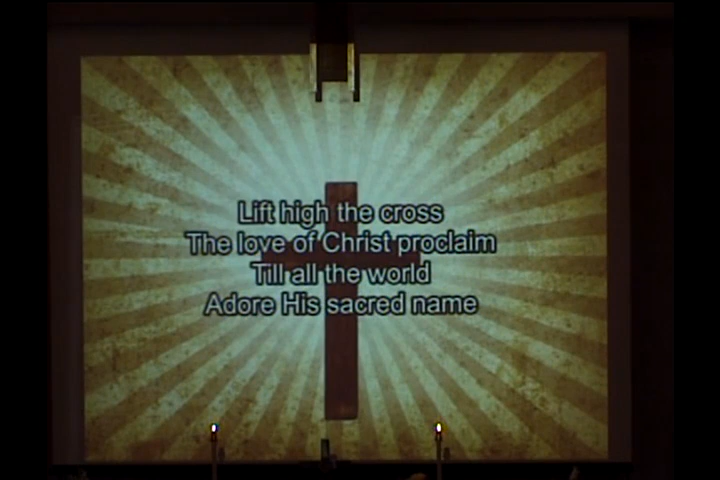 Lift high the cross
The love of Christ proclaim
Till all the world
Adore His sacred name